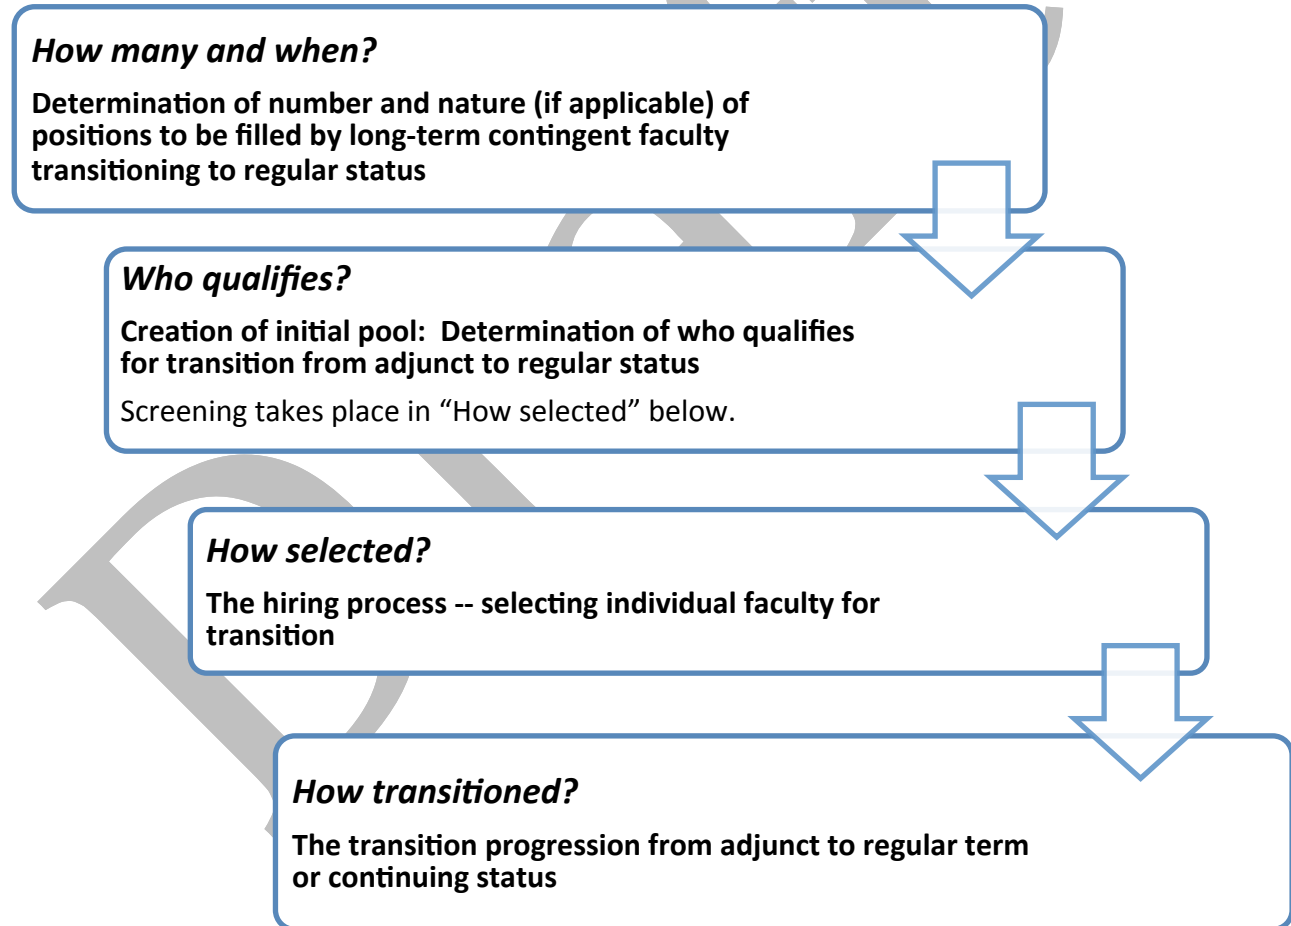 How many and when?
Determination of number and nature (if applicable) of
positions to be filled by long-term contingent faculty
transitioning to regular status
Who qualifies?
Creation of initial pool:  Determination of who qualifies
for transition from adjunct to regular status
Screening takes place in “How selected” below.
How selected?
The hiring process -- selecting individual faculty for
transition
How transitioned?
The transition progression from adjunct to regular term
or continuing status